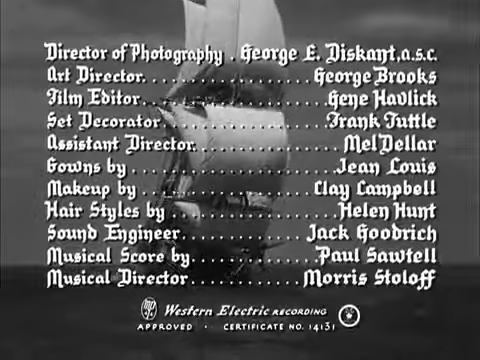 Director of Photography . George E. Diskant, a.s.c.
Art Director. . . . . . . . . . . . . . . . George Brooks
Film Editor. . . . . . . . . . . . . . . . . Gene Havlick
Set Decorator. . . . . . . . . . . . . . . Frank Tuttle
Assistant Director. . . . . . . . . . . . . . Mel Dellar
Gowns by . . . . . . . . . . . . . . . . . . Jean Louis
Makeup by . . . . . . . . . . . . . . . Clay Campbell
Hair Styles by . . . . . . . . . . . . . . . Helen Hunt
Sound Engineer. . . . . . . . . . . . Jack Goodrich
Musical Score by. . . . . . . . . . . . Paul Sawtell
Musical Director. . . . . . . . . . . Morris Stoloff
Western Electric RECORDING
APPROVED · CERTIFICATE NO. 14131